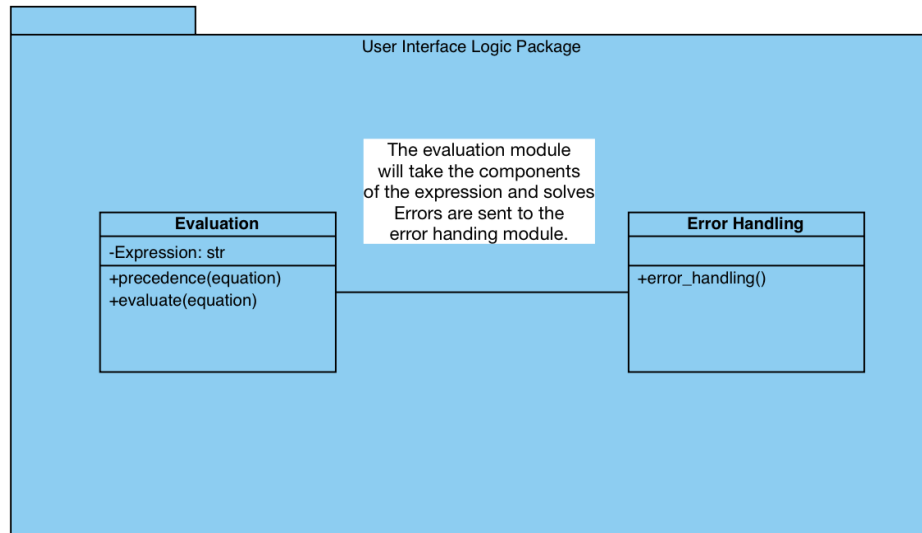 User Interface Logic Package
The evaluation module
will take the components
of the expression and solves
Errors are sent to the
error handing module.
Evaluation
-Expression: str
+precedence(equation)
+evaluate(equation)
Error Handling
+error_handling()